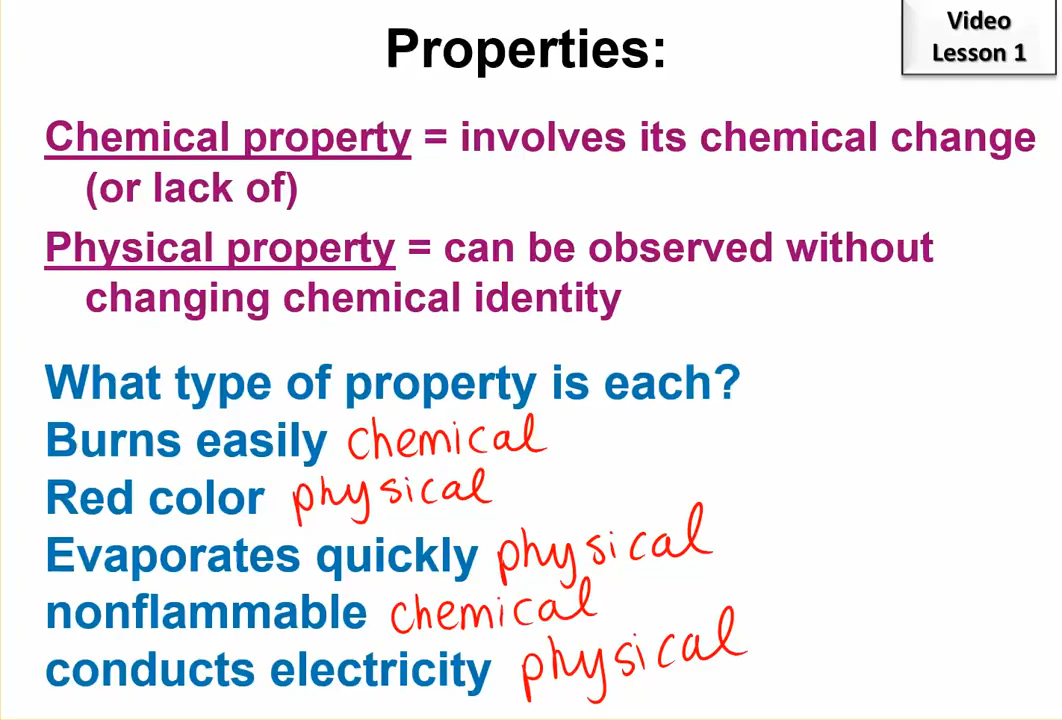 Properties:
Video
Lesson 1
Chemical property = involves its chemical change
(or lack of)
Physical property = can be observed without
changing chemical identity
What type of property is each?
Burns easily chemical
Red color physical
Evaporates quickly physical
nonflammable chemical
conducts electricity physical